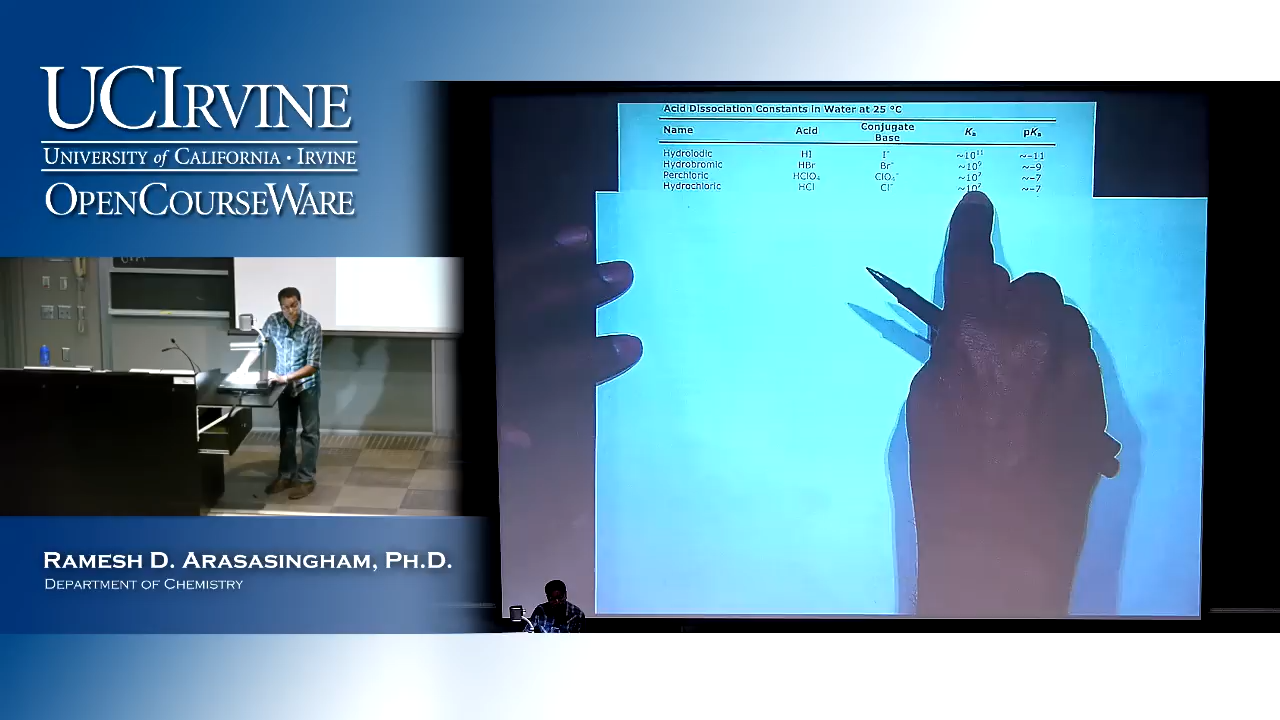 UCIRVINE
UNIVERSITY of CALIFORNIA · IRVINE
OPENCOURSEWARE
RAMESH D. ARASASINGHAM, PH.D.
DEPARTMENT OF CHEMISTRY
Acid Dissociation Constants in Water at 25 °C
Name Acid Conjugate Base Ka pKa
Hydroiodic HI I⁻ ~10¹¹ ~-11
Hydrobromic HBr Br⁻ ~10⁹ ~-9
Perchloric HClO₄ ClO₄⁻ ~10⁷ ~-7
Hydrochloric HCl Cl⁻ ~10⁷ ~-7